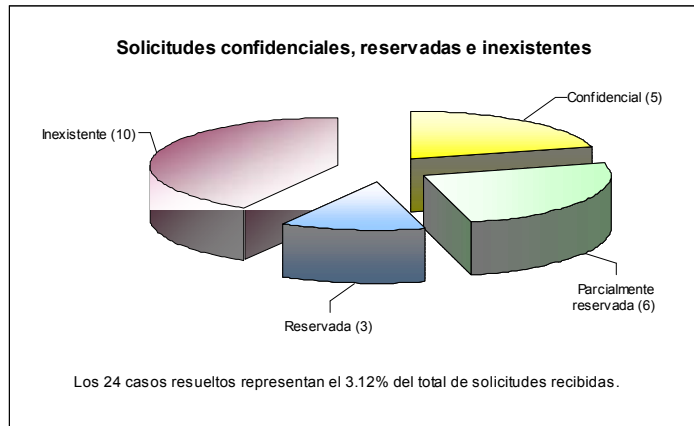 Solicitudes confidenciales, reservadas e inexistentes
Confidencial (5)
Inexistente (10)
Parcialmente
reservada (6)
Reservada (3)
Los 24 casos resueltos representan el 3.12% del total de solicitudes recibidas.